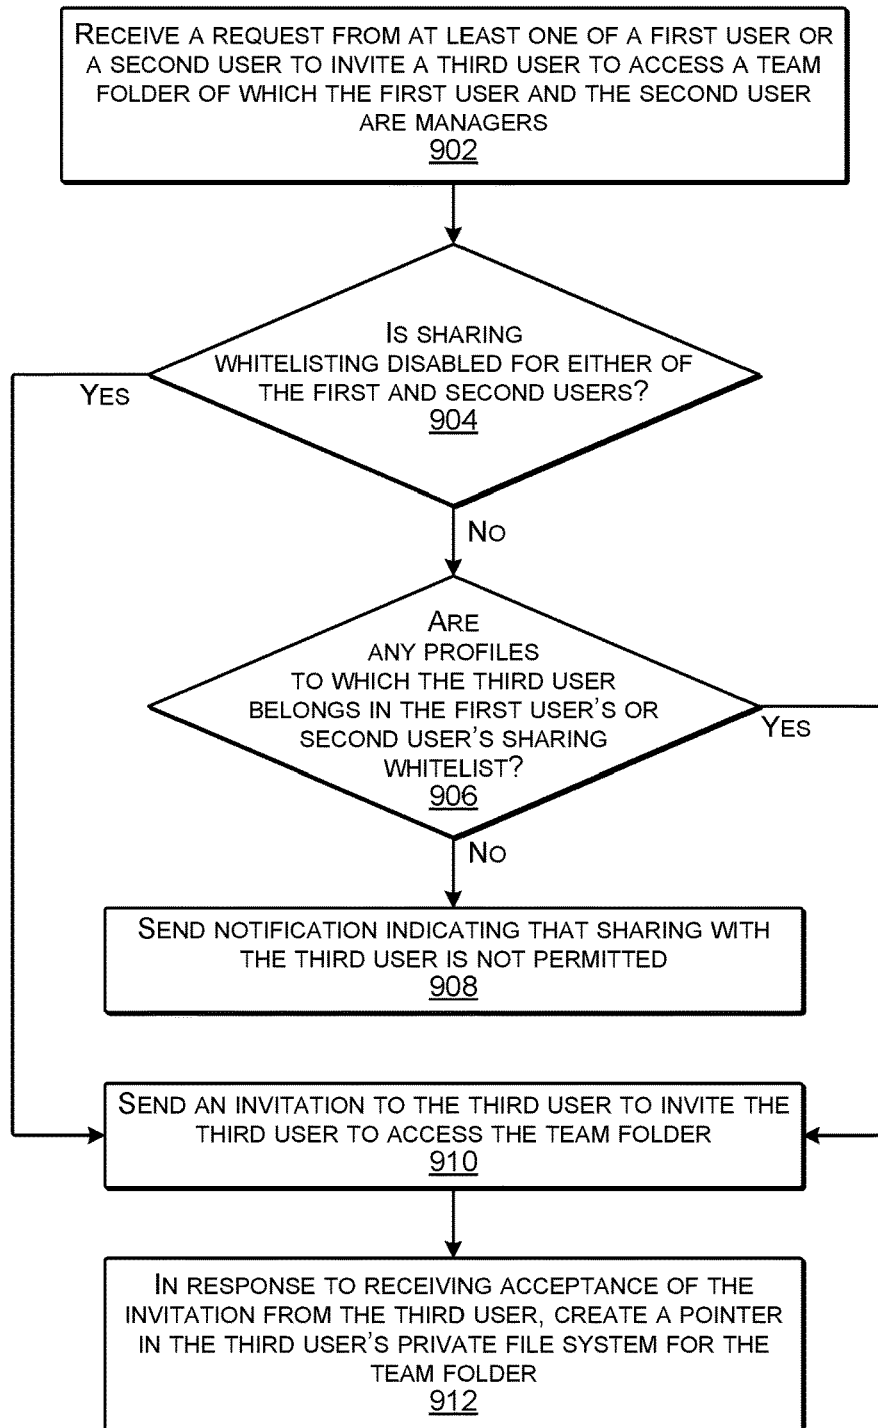 RECEIVE A REQUEST FROM AT LEAST ONE OF A FIRST USER OR
A SECOND USER TO INVITE A THIRD USER TO ACCESS A TEAM
FOLDER OF WHICH THE FIRST USER AND THE SECOND USER
ARE MANAGERS
902
IS SHARING
WHITELISTING DISABLED FOR EITHER OF
THE FIRST AND SECOND USERS?
904
YES
NO
ARE
ANY PROFILES
TO WHICH THE THIRD USER
BELONGS IN THE FIRST USER'S OR
SECOND USER'S SHARING
WHITELIST?
906
YES
NO
SEND NOTIFICATION INDICATING THAT SHARING WITH
THE THIRD USER IS NOT PERMITTED
908
SEND AN INVITATION TO THE THIRD USER TO INVITE THE
THIRD USER TO ACCESS THE TEAM FOLDER
910
IN RESPONSE TO RECEIVING ACCEPTANCE OF THE
INVITATION FROM THE THIRD USER, CREATE A POINTER
IN THE THIRD USER'S PRIVATE FILE SYSTEM FOR THE
TEAM FOLDER
912